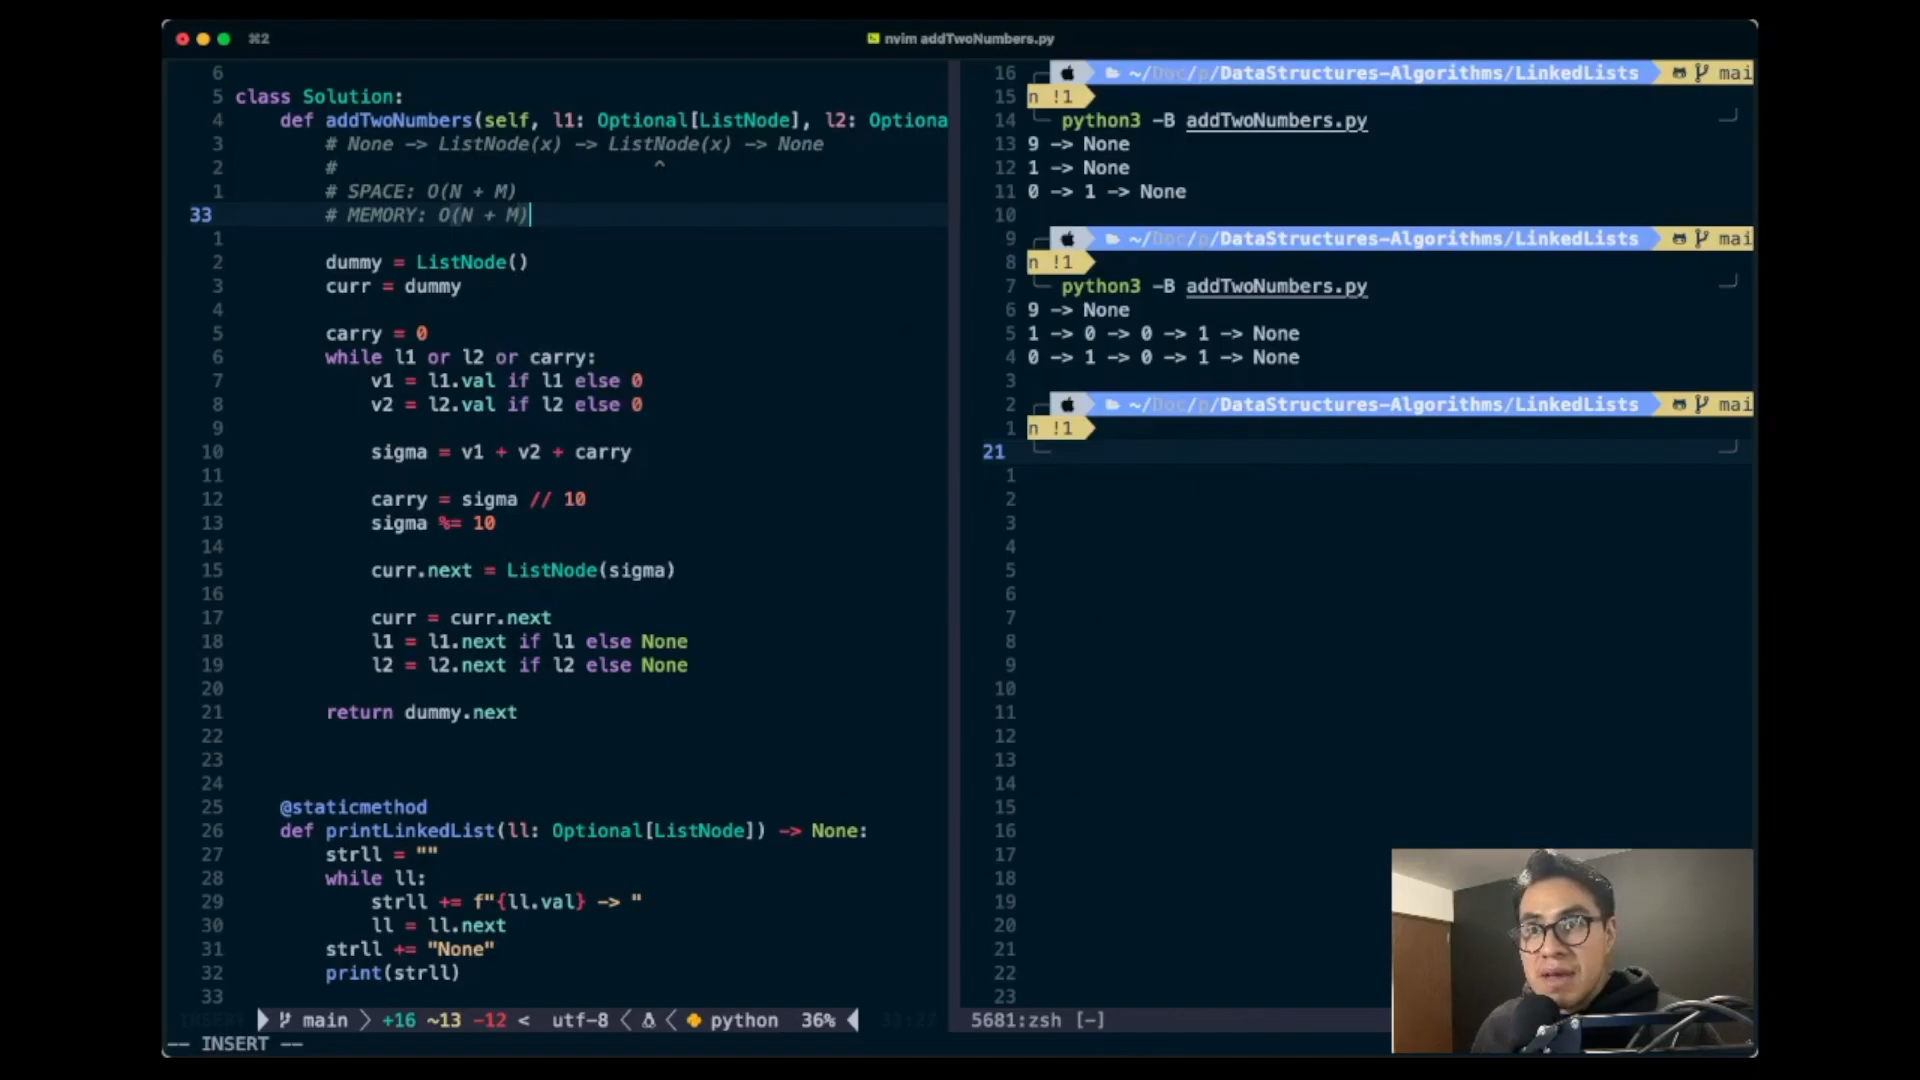 ⌘2
nvim addTwoNumbers.py
6
5 class Solution:
4 def addTwoNumbers(self, l1: Optional[ListNode], l2: Optiona
3 # None -> ListNode(x) -> ListNode(x) -> None
2 # ^
1 # SPACE: O(N + M)
33 # MEMORY: O(N + M)
1
2 dummy = ListNode()
3 curr = dummy
4
5 carry = 0
6 while l1 or l2 or carry:
7 v1 = l1.val if l1 else 0
8 v2 = l2.val if l2 else 0
9
10 sigma = v1 + v2 + carry
11
12 carry = sigma // 10
13 sigma %= 10
14
15 curr.next = ListNode(sigma)
16
17 curr = curr.next
18 l1 = l1.next if l1 else None
19 l2 = l2.next if l2 else None
20
21 return dummy.next
22
23
24
25 @staticmethod
26 def printLinkedList(ll: Optional[ListNode]) -> None:
27 strll = ""
28 while ll:
29 strll += f"{ll.val} -> "
30 ll = ll.next
31 strll += "None"
32 print(strll)
33
main +16 ~13 -12 < utf-8 python 36%
-- INSERT --
16 ~/Doc/p/DataStructures-Algorithms/LinkedLists mai
15 n !1
14 python3 -B addTwoNumbers.py
13 9 -> None
12 1 -> None
11 0 -> 1 -> None
10
9 ~/Doc/p/DataStructures-Algorithms/LinkedLists mai
8 n !1
7 python3 -B addTwoNumbers.py
6 9 -> None
5 1 -> 0 -> 0 -> 1 -> None
4 0 -> 1 -> 0 -> 1 -> None
3
2 ~/Doc/p/DataStructures-Algorithms/LinkedLists mai
1 n !1
21
1
2
3
4
5
6
7
8
9
10
11
12
13
14
15
16
17
18
19
20
21
22
23
5681:zsh [-]